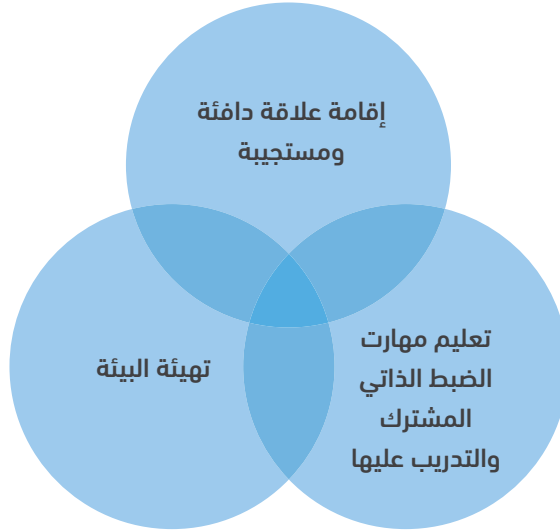 إقامة علاقة دافئة
ومستجيبة
تعليم مهارت
الضبط الذاتي
المشترك
والتدريب عليها
تهيئة البيئة